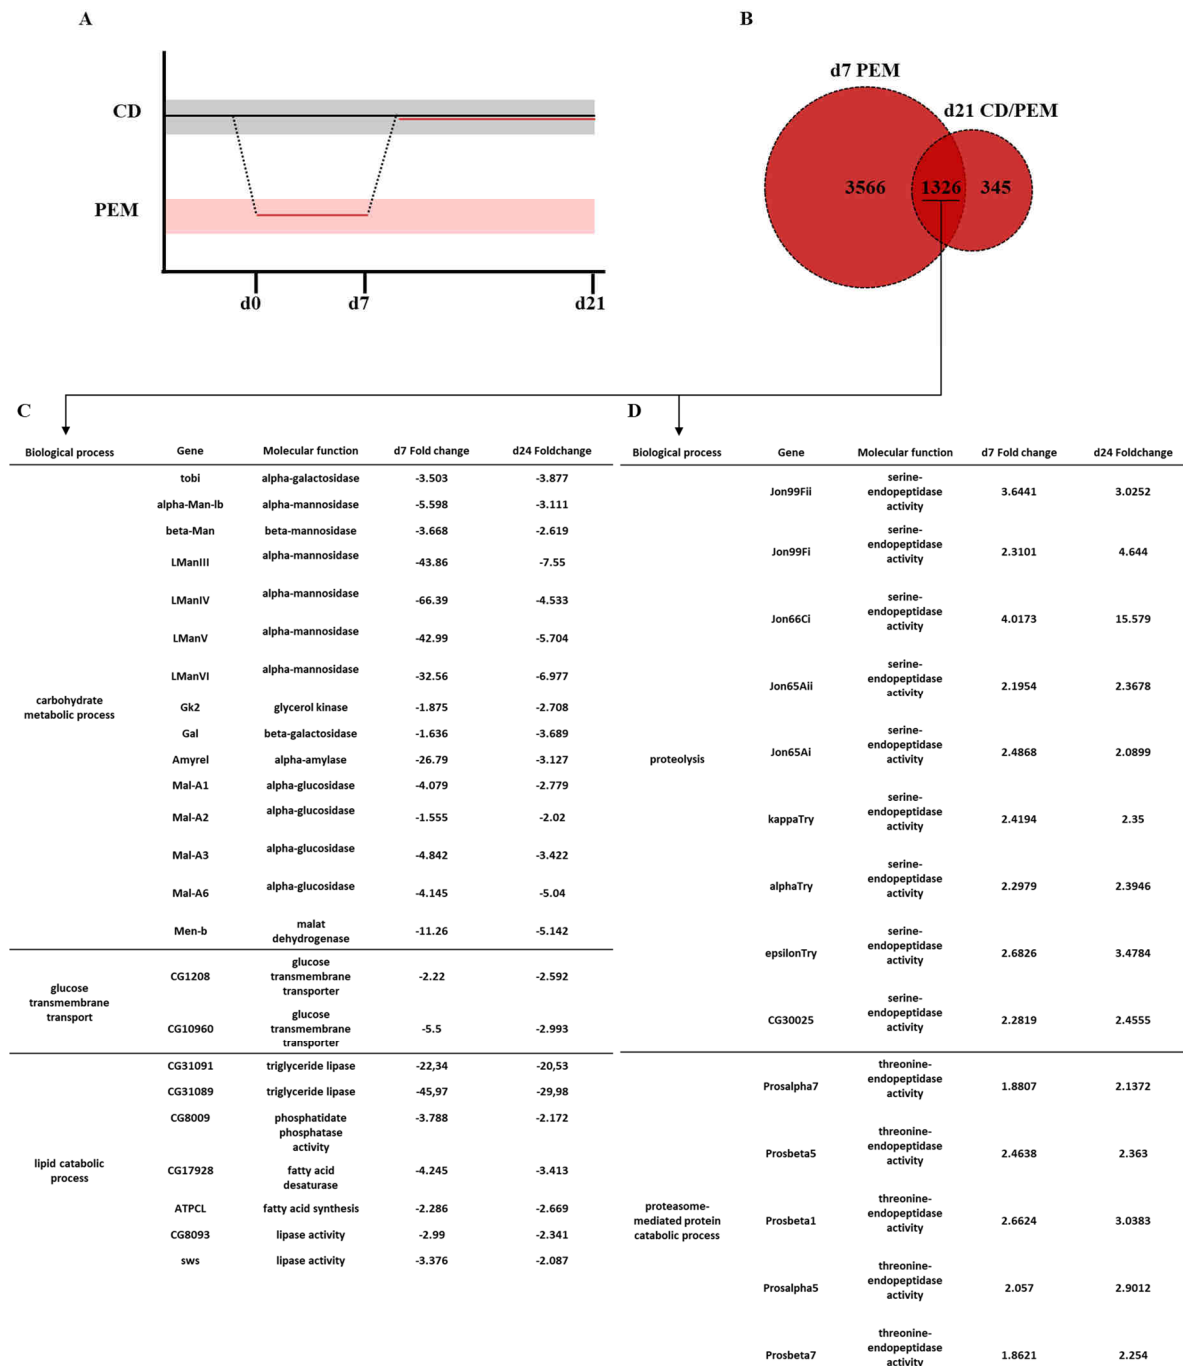 A
CD
PEM
d0
d7
d21
B
d7 PEM
d21 CD/PEM
3566
1326
345
C
Biological process Gene Molecular function d7 Fold change d24 Foldchange
tobi alpha-galactosidase -3.503 -3.877
alpha-Man-Ib alpha-mannosidase -5.598 -3.111
beta-Man beta-mannosidase -3.668 -2.619
LManIII alpha-mannosidase -43.86 -7.55
LManIV alpha-mannosidase -66.39 -4.533
LManV alpha-mannosidase -42.99 -5.704
LManVI alpha-mannosidase -32.56 -6.977
carbohydrate
metabolic process
Gk2 glycerol kinase -1.875 -2.708
Gal beta-galactosidase -1.636 -3.689
Amyrel alpha-amylase -26.79 -3.127
Mal-A1 alpha-glucosidase -4.079 -2.779
Mal-A2 alpha-glucosidase -1.555 -2.02
Mal-A3 alpha-glucosidase -4.842 -3.422
Mal-A6 alpha-glucosidase -4.145 -5.04
Men-b malat
dehydrogenase -11.26 -5.142
glucose
transmembrane
transport
CG1208 glucose
transmembrane
transporter -2.22 -2.592
CG10960 glucose
transmembrane
transporter -5.5 -2.993
CG31091 triglyceride lipase -22,34 -20,53
CG31089 triglyceride lipase -45,97 -29,98
CG8009 phosphatidate
phosphatase
activity -3.788 -2.172
lipid catabolic
process
CG17928 fatty acid
desaturase -4.245 -3.413
ATPCL fatty acid synthesis -2.286 -2.669
CG8093 lipase activity -2.99 -2.341
sws lipase activity -3.376 -2.087
D
Biological process Gene Molecular function d7 Fold change d24 Foldchange
Jon99Fii serine-
endopeptidase
activity 3.6441 3.0252
Jon99Fi serine-
endopeptidase
activity 2.3101 4.644
Jon66Ci serine-
endopeptidase
activity 4.0173 15.579
Jon65Aii serine-
endopeptidase
activity 2.1954 2.3678
proteolysis
Jon65Ai serine-
endopeptidase
activity 2.4868 2.0899
kappaTry serine-
endopeptidase
activity 2.4194 2.35
alphaTry serine-
endopeptidase
activity 2.2979 2.3946
epsilonTry serine-
endopeptidase
activity 2.6826 3.4784
CG30025 serine-
endopeptidase
activity 2.2819 2.4555
Prosalpha7 threonine-
endopeptidase
activity 1.8807 2.1372
Prosbeta5 threonine-
endopeptidase
activity 2.4638 2.363
proteasome-
mediated protein
catabolic process
Prosbeta1 threonine-
endopeptidase
activity 2.6624 3.0383
Prosalpha5 threonine-
endopeptidase
activity 2.057 2.9012
Prosbeta7 threonine-
endopeptidase
activity 1.8621 2.254